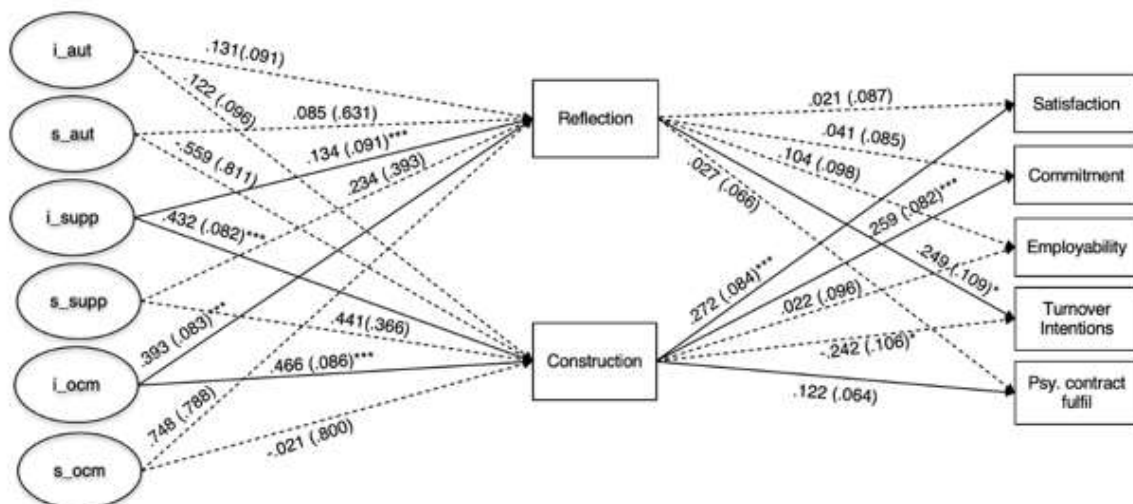 i_aut
s_aut
i_supp
s_supp
i_ocm
s_ocm
.131(.091)
.122 (.096)
.085 (.631)
-.559 (.811)
.134 (.091)***
.432 (.082)***
.234 (.393)
.441(.366)
.393 (.083)***
.466 (.086)***
.748 (.788)
-.021 (.800)
Reflection
Construction
.021 (.087)
.041 (.085)
.104 (.098)
.027 (.066)
.249 (.109)*
.272 (.084)***
.259 (.082)***
.022 (.096)
-.242 (.106)*
.122 (.064)
Satisfaction
Commitment
Employability
Turnover
Intentions
Psy. contract
fulfil